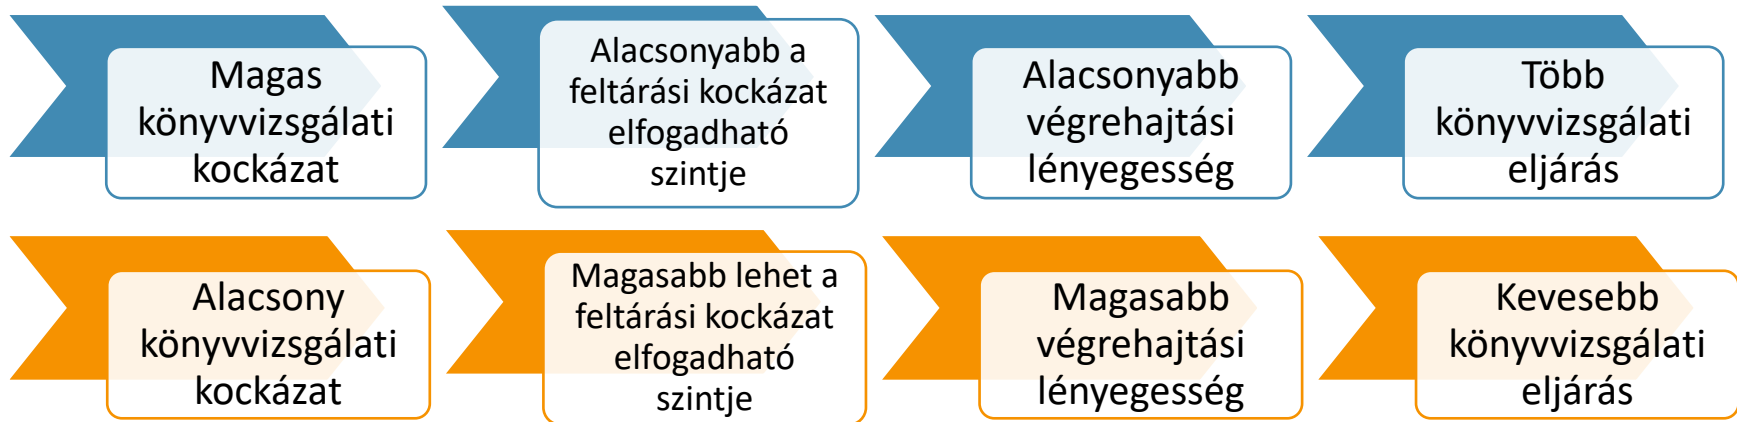 Magas
könyvvizsgálati
kockázat
Alacsonyabb a
feltárási kockázat
elfogadható
szintje
Alacsonyabb
végrehajtási
lényegesség
Több
könyvvizsgálati
eljárás
Alacsony
könyvvizsgálati
kockázat
Magasabb lehet a
feltárási kockázat
elfogadható
szintje
Magasabb
végrehajtási
lényegesség
Kevesebb
könyvvizsgálati
eljárás